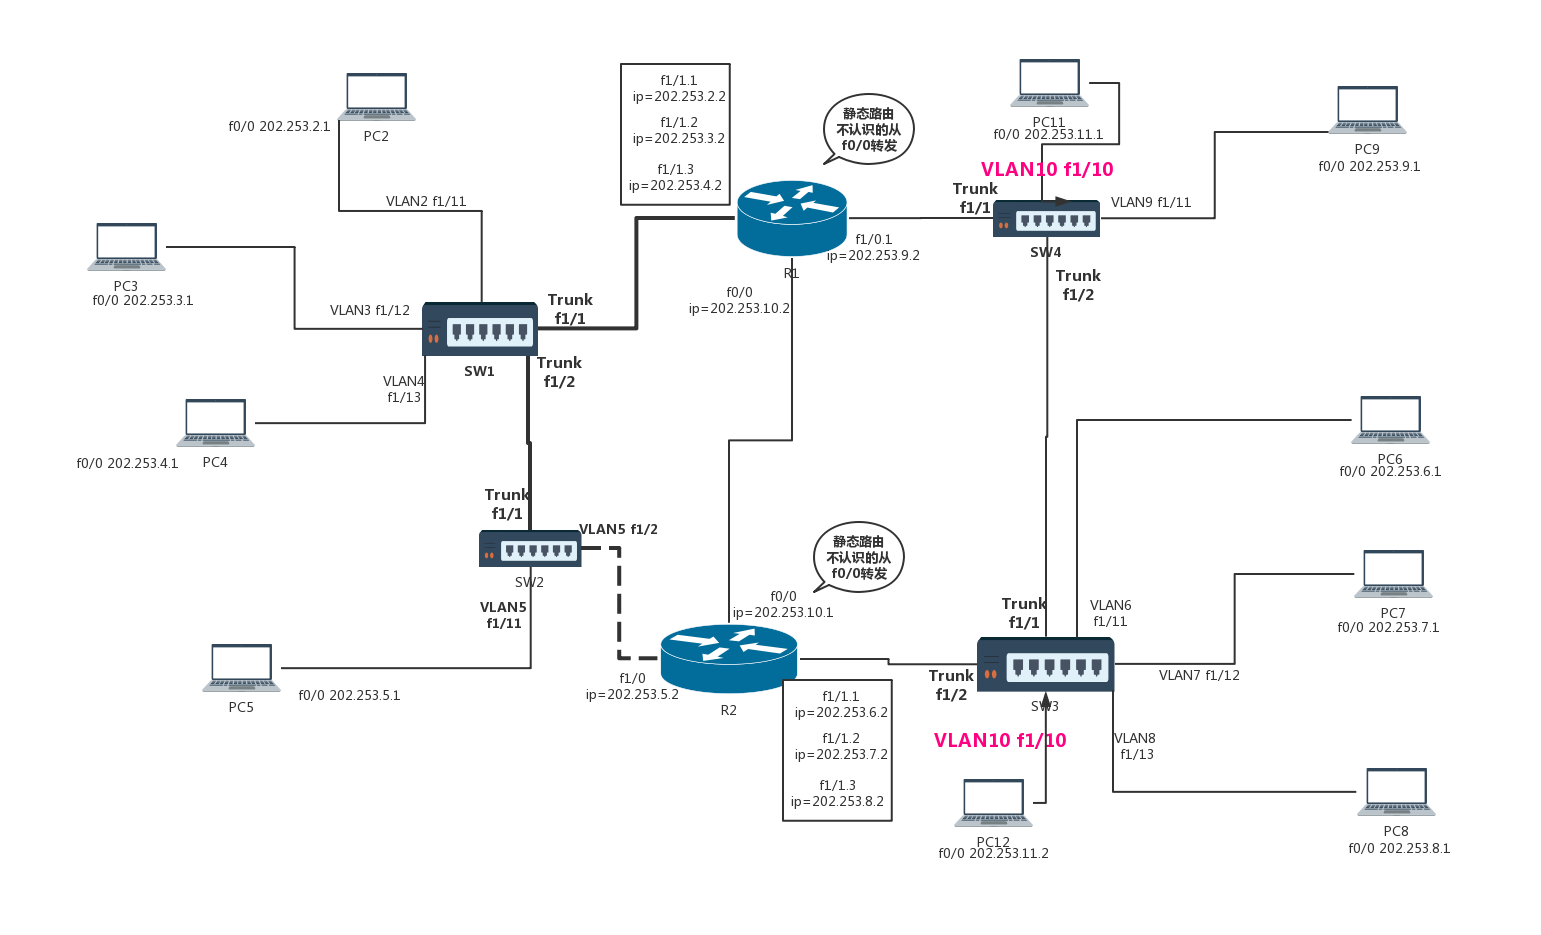 f1/1.1
ip=202.253.2.2
f1/1.2
ip=202.253.3.2
f1/1.3
ip=202.253.4.2
静态路由
不认识的从
f0/0转发
PC2
f0/0 202.253.2.1
VLAN2 f1/11
PC11
f0/0 202.253.11.1
VLAN10 f1/10
PC9
f0/0 202.253.9.1
Trunk
f1/1
VLAN9 f1/11
SW4
Trunk
f1/2
f1/0.1
ip=202.253.9.2
R1
f0/0
ip=202.253.10.2
PC3
f0/0 202.253.3.1
VLAN3 f1/12
Trunk
f1/1
SW1
Trunk
f1/2
VLAN4
f1/13
f0/0 202.253.4.1
PC4
PC6
f0/0 202.253.6.1
Trunk
f1/1
VLAN5 f1/2
SW2
VLAN5
f1/11
静态路由
不认识的从
f0/0转发
f0/0
ip=202.253.10.1
Trunk
f1/1
VLAN6
f1/11
PC7
f0/0 202.253.7.1
f1/0
ip=202.253.5.2
R2
Trunk
f1/2
VLAN7 f1/12
SW3
PC5
f0/0 202.253.5.1
f1/1.1
ip=202.253.6.2
f1/1.2
ip=202.253.7.2
f1/1.3
ip=202.253.8.2
VLAN10 f1/10
VLAN8
f1/13
PC12
f0/0 202.253.11.2
PC8
f0/0 202.253.8.1